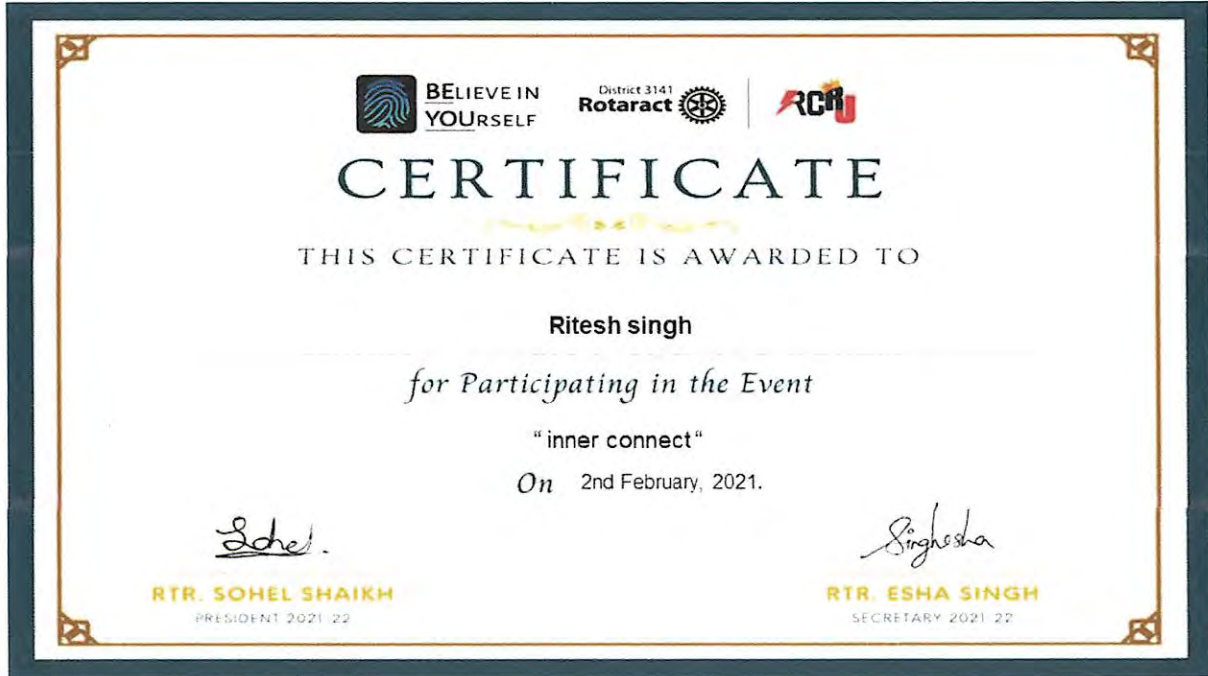 BELIEVE IN
YOURSELF
District 3141
Rotaract
RCRU
CERTIFICATE
THIS CERTIFICATE IS AWARDED TO
Ritesh singh
for Participating in the Event
“ inner connect “
On 2nd February, 2021.
Sohel.
Singhesha
RTR. SOHEL SHAIKH
PRESIDENT 2021-22
RTR. ESHA SINGH
SECRETARY 2021-22